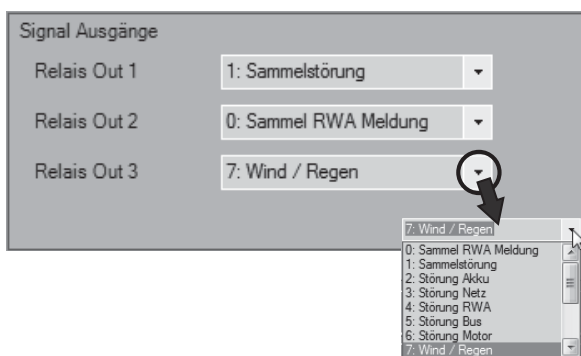 Signal Ausgänge
Relais Out 1 1: Sammelstörung
Relais Out 2 0: Sammel RWA Meldung
Relais Out 3 7: Wind / Regen
7: Wind / Regen
0: Sammel RWA Meldung
1: Sammelstörung
2: Störung Akku
3: Störung Netz
4: Störung RWA
5: Störung Bus
6: Störung Motor
7: Wind / Regen